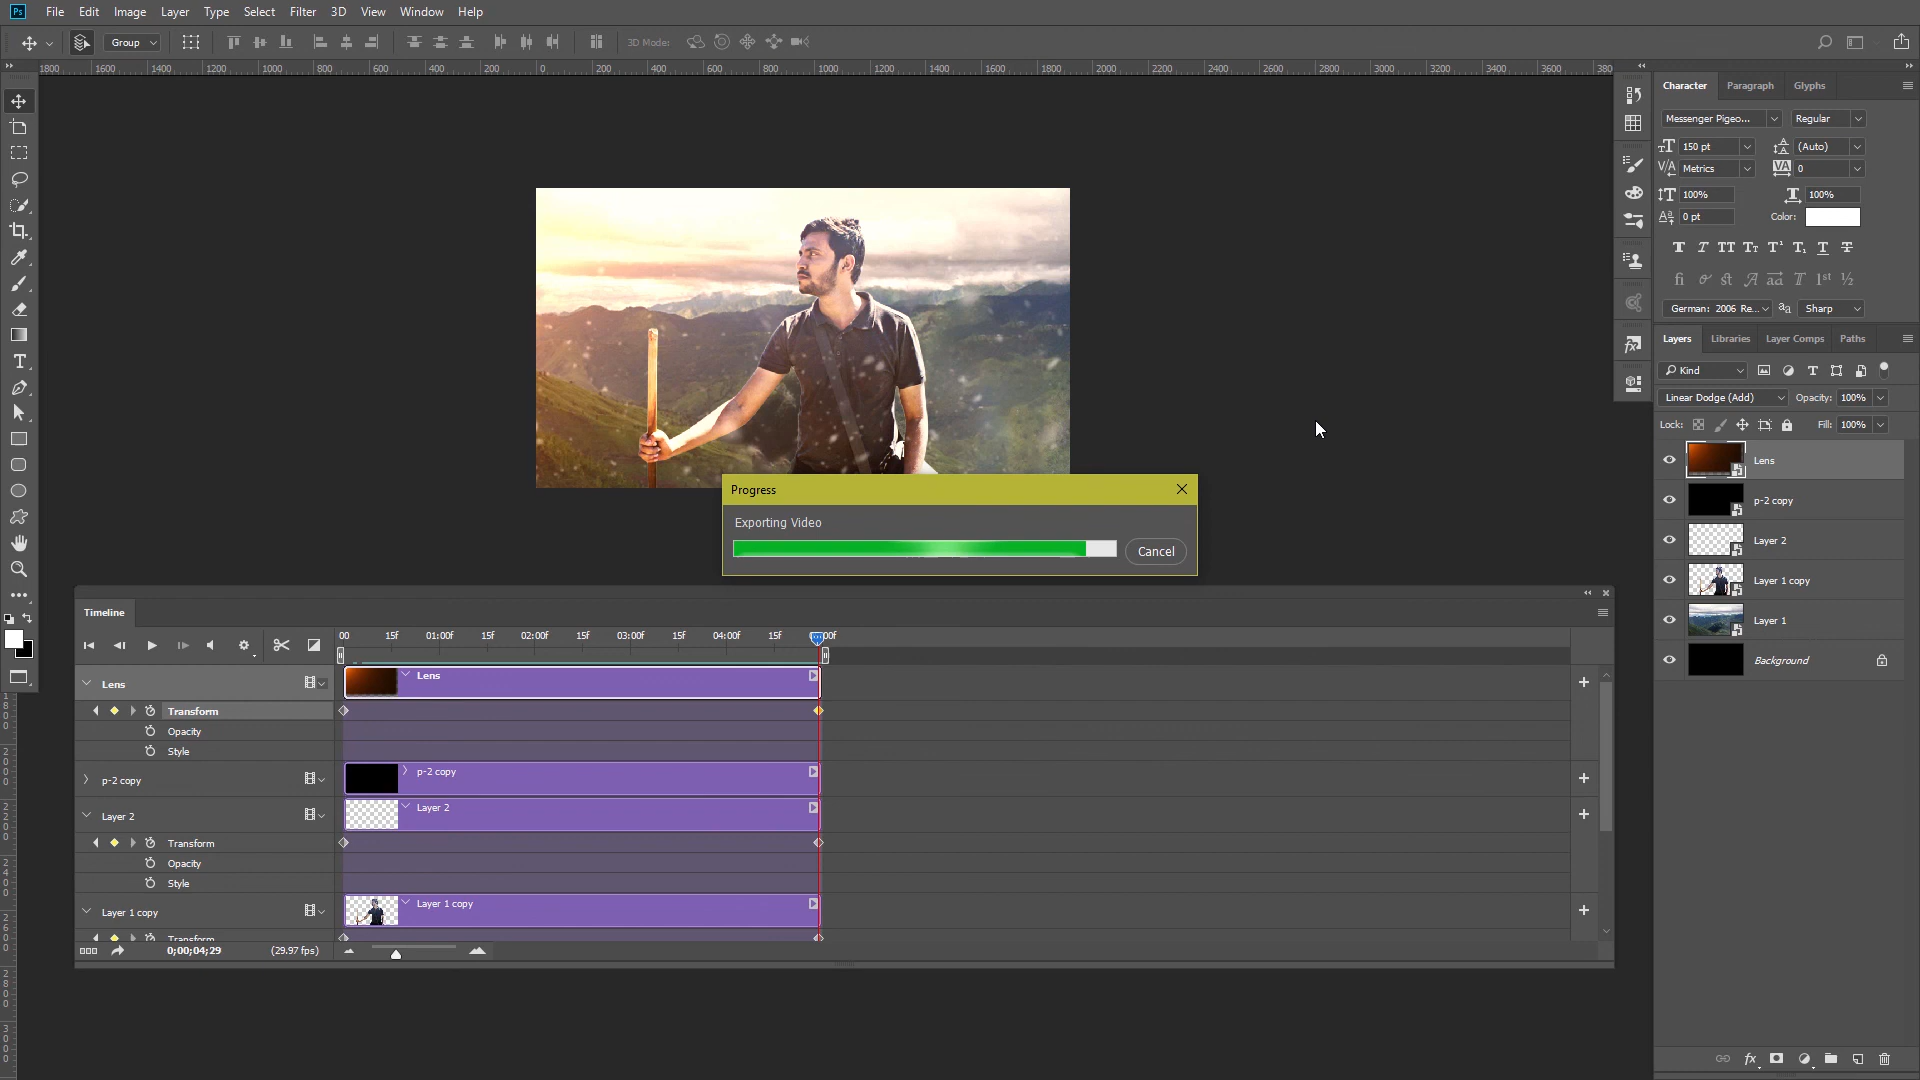 Ps File Edit Image Layer Type Select Filter 3D View Window Help
Group 3D Mode:
1800 1600 1400 1200 1000 800 600 400 200 0 200 400 600 800 1000 1200 1400 1600 1800 2000 2200 2400 2600 2800 3000 3200 3400 3600 380
Character Paragraph Glyphs
Messenger Pigeo... Regular
150 pt (Auto)
Metrics 0
100% 100%
0 pt Color:
German: 2006 Re... aa Sharp
Layers Libraries Layer Comps Paths
Kind
Linear Dodge (Add) Opacity: 100%
Lock: Fill: 100%
Lens
p-2 copy
Layer 2
Layer 1 copy
Layer 1
Background
Progress
Exporting Video
Cancel
Timeline
00 15f 01:00f 15f 02:00f 15f 03:00f 15f 04:00f 15f
Lens Lens
Transform
Opacity
Style
p-2 copy p-2 copy
Layer 2 Layer 2
Transform
Opacity
Style
Layer 1 copy Layer 1 copy
Transform
0;00;04;29 (29.97 fps)